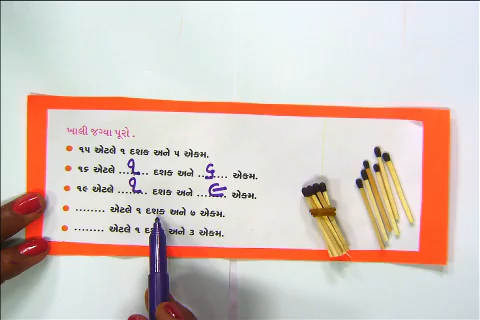 ખાલી જગ્યા પૂરો .
૧૫ એટલે ૧ દશક અને ૫ એકમ.
૧૬ એટલે ..૧.. દશક અને ..૬.... એકમ.
૧૯ એટલે ..૧.. દશક અને ...૯... એકમ.
........ એટલે ૧ દશક અને ૭ એકમ.
........ એટલે ૧ દશક અને ૩ એકમ.